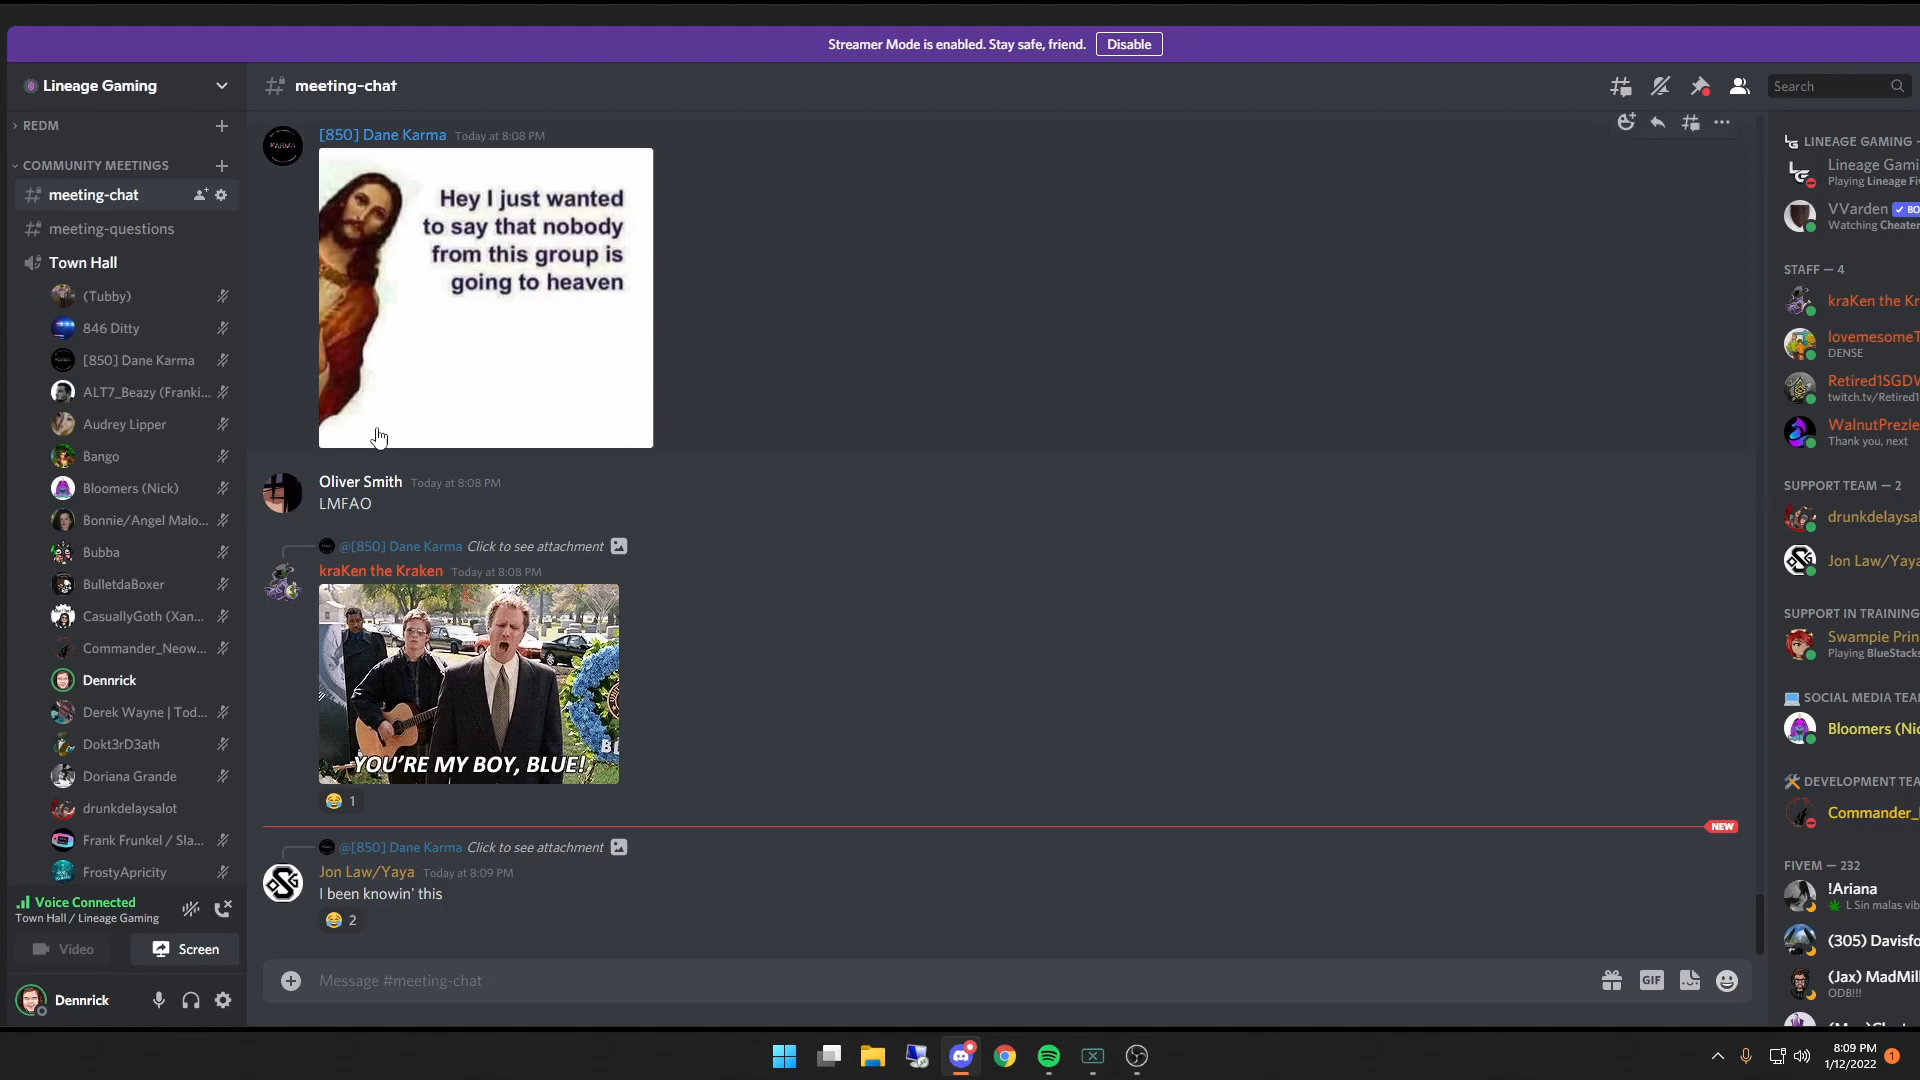 Streamer Mode is enabled. Stay safe, friend. Disable
Lineage Gaming
REDM
COMMUNITY MEETINGS
meeting-chat
meeting-questions
Town Hall
(Tubby)
846 Ditty
[850] Dane Karma
ALT7_Beazy (Franki...
Audrey Lipper
Bango
Bloomers (Nick)
Bonnie/Angel Malo...
Bubba
BulletdaBoxer
CasuallyGoth (Xan...
Commander_Neow...
Dennrick
Derek Wayne | Tod...
Dokt3rD3ath
Doriana Grande
drunkdelaysalot
Frank Frunkel / Sla...
FrostyApricity
Voice Connected
Town Hall / Lineage Gaming
Video Screen
Dennrick
meeting-chat
Search
[850] Dane Karma Today at 8:08 PM
KARMA
Hey I just wanted
to say that nobody
from this group is
going to heaven
Oliver Smith Today at 8:08 PM
LMFAO
@[850] Dane Karma Click to see attachment
kraKen the Kraken Today at 8:08 PM
YOU'RE MY BOY, BLUE!
😂 1
NEW
@[850] Dane Karma Click to see attachment
Jon Law/Yaya Today at 8:09 PM
I been knowin' this
😂 2
Message #meeting-chat
GIF
LINEAGE GAMING –
Lineage Gami
Playing Lineage Fi
VVarden BO
Watching Cheater
STAFF — 4
kraKen the Kr
lovemesomeT
DENSE
Retired1SGDW
twitch.tv/Retired1
WalnutPrezle
Thank you, next
SUPPORT TEAM — 2
drunkdelaysal
Jon Law/Yaya
SUPPORT IN TRAINING
Swampie Prin
Playing BlueStacks
SOCIAL MEDIA TEA
Bloomers (Nic
DEVELOPMENT TEA
Commander_
FIVEM — 232
!Ariana
L Sin malas vib
(305) Davisfo
(Jax) MadMill
ODB!!!
8:09 PM
1/12/2022
1